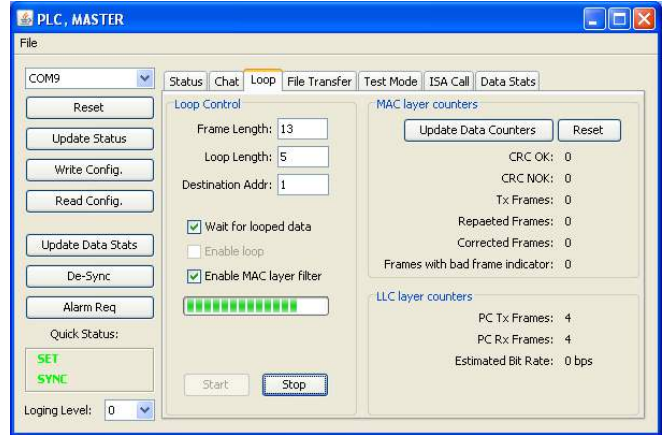 PLC, MASTER
File
COM9
Reset
Update Status
Write Config.
Read Config.
Update Data Stats
De-Sync
Alarm Req
Quick Status:
SET
SYNC
Loging Level: 0
Status Chat Loop File Transfer Test Mode ISA Call Data Stats
Loop Control
Frame Length: 13
Loop Length: 5
Destination Addr: 1
Wait for looped data
Enable loop
Enable MAC layer filter
Start Stop
MAC layer counters
Update Data Counters Reset
CRC OK: 0
CRC NOK: 0
Tx Frames: 0
Repaeted Frames: 0
Corrected Frames: 0
Frames with bad frame indicator: 0
LLC layer counters
PC Tx Frames: 4
PC Rx Frames: 4
Estimated Bit Rate: 0 bps